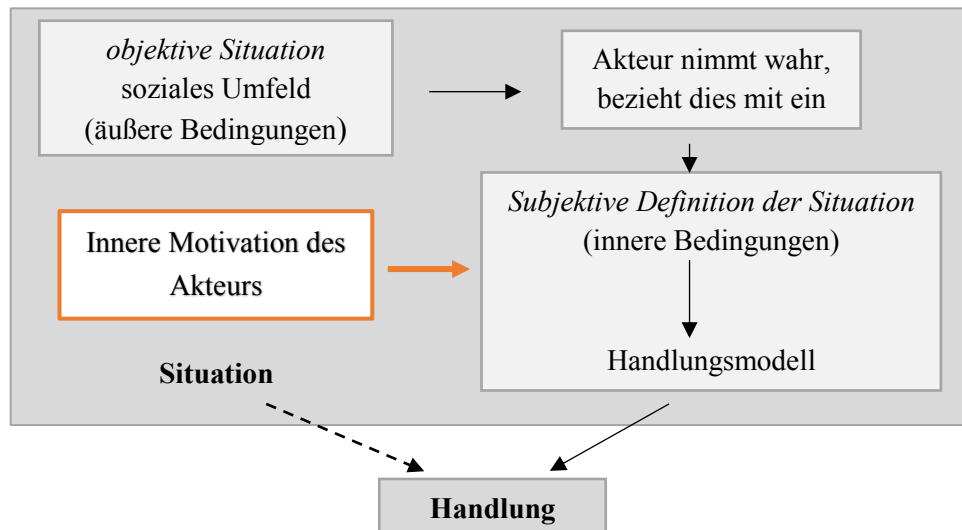 objektive Situation
soziales Umfeld
(äußere Bedingungen)
Akteur nimmt wahr,
bezieht dies mit ein
Subjektive Definition der Situation
(innere Bedingungen)
Innere Motivation des
Akteurs
Handlungsmodell
Situation
Handlung